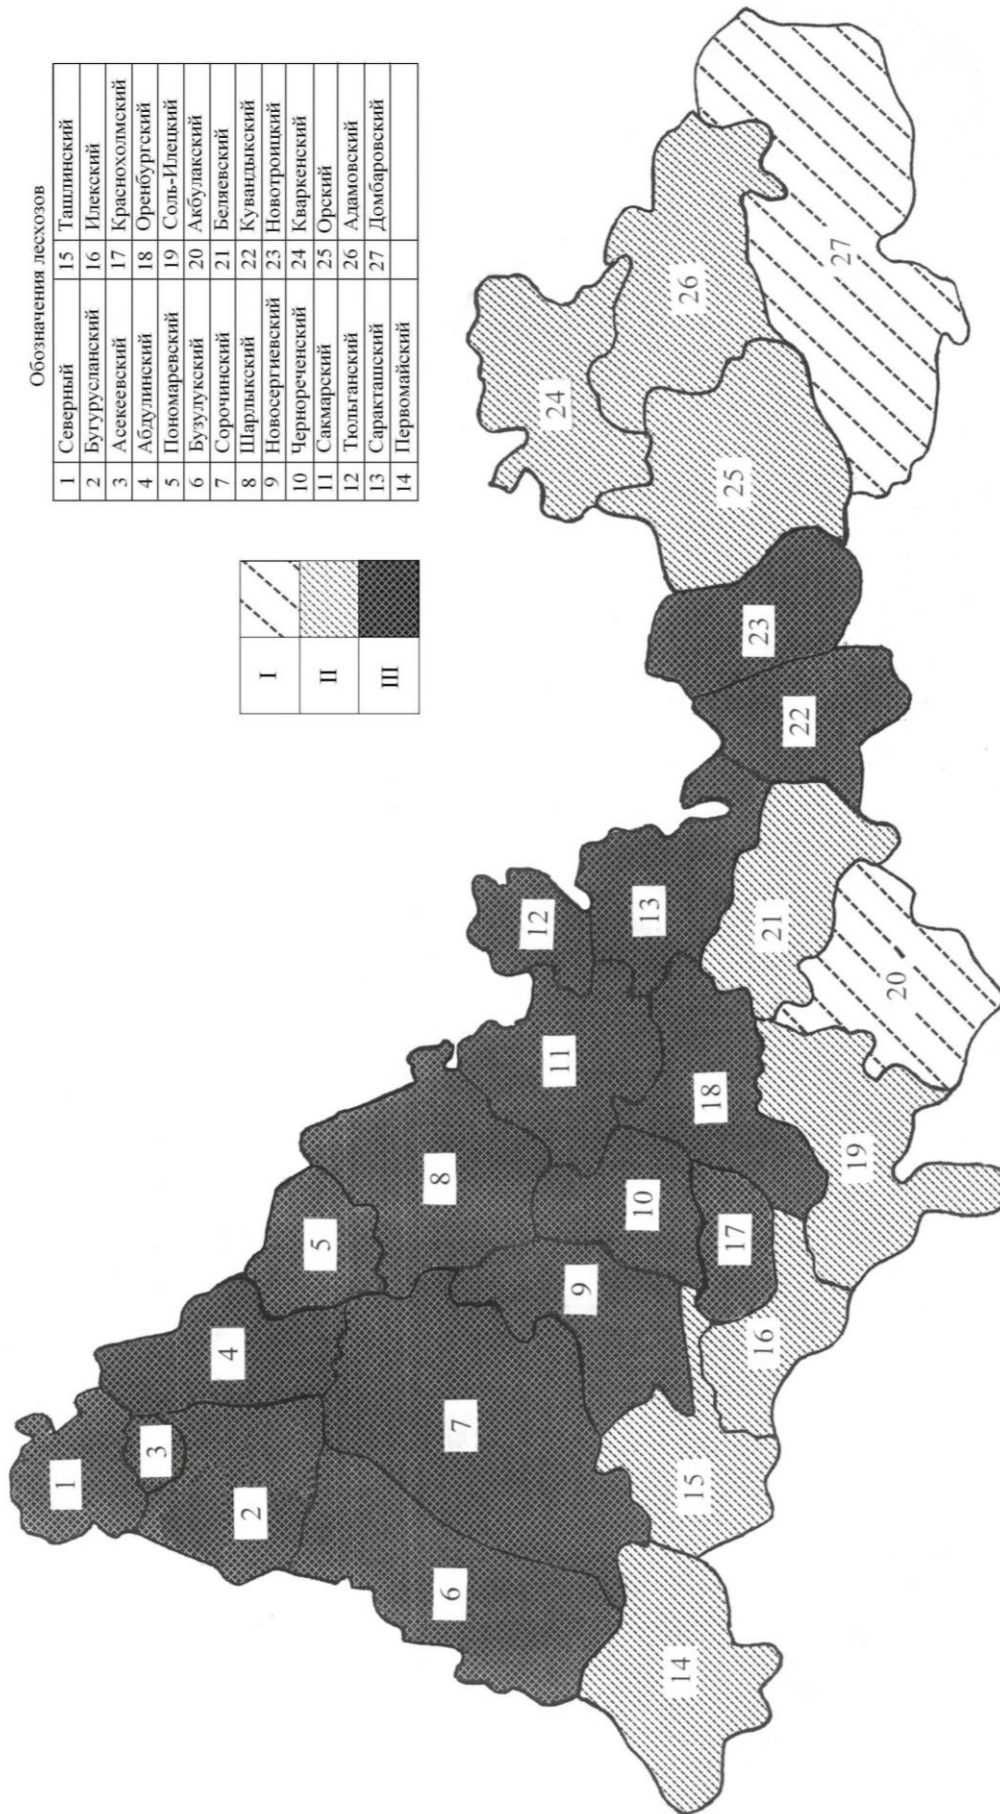 Обозначения лесхозов
1 Северный 15 Ташлинский
2 Бугурусланский 16 Илекский
3 Асекеевский 17 Краснохолмский
4 Абдулинский 18 Оренбургский
5 Пономаревский 19 Соль-Илецкий
6 Бузулукский 20 Акбулакский
7 Сорочинский 21 Беляевский
8 Шарлыкский 22 Кувандыкский
9 Новосергиевский 23 Новотроицкий
10 Чернореченский 24 Кваркенский
11 Сакмарский 25 Орский
12 Тюльганский 26 Адамовский
13 Саракташский 27 Домбаровский
14 Первомайский
I
II
III
1
2
3
4
5
6
7
8
9
10
11
12
13
14
15
16
17
18
19
20
21
22
23
24
25
26
27